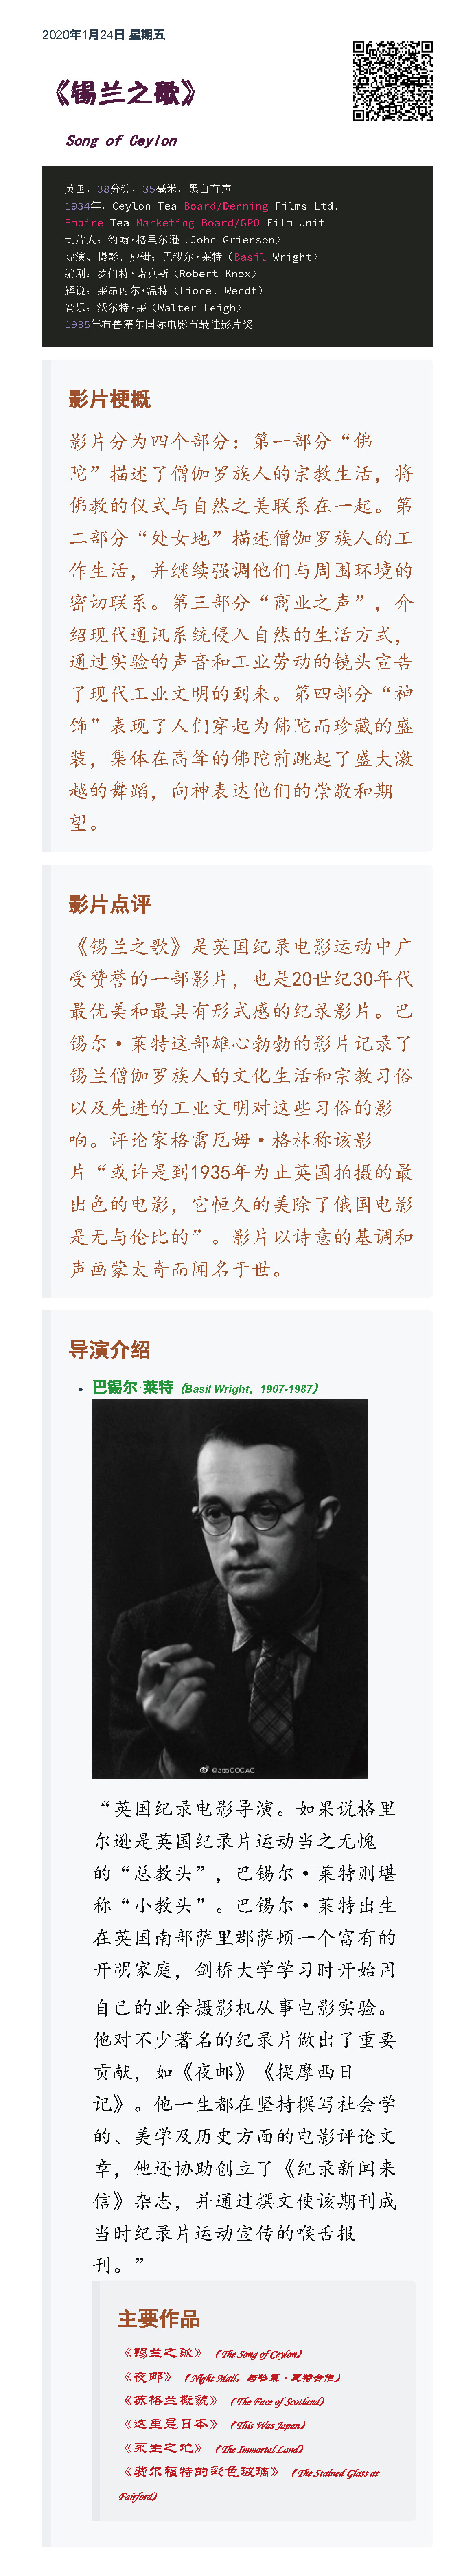 2020年1月24日 星期五
《锡兰之歌》
Song of Ceylon
英国，38分钟，35毫米，黑白有声
1934年，Ceylon Tea Board/Denning Films Ltd.
Empire Tea Marketing Board/GPO Film Unit
制片人：约翰·格里尔逊（John Grierson）
导演、摄影、剪辑：巴锡尔·莱特（Basil Wright）
编剧：罗伯特·诺克斯（Robert Knox）
解说：莱昂内尔·温特（Lionel Wendt）
音乐：沃尔特·莱（Walter Leigh）
1935年布鲁塞尔国际电影节最佳影片奖
影片梗概
影片分为四个部分：第一部分“佛
陀”描述了僧伽罗族人的宗教生活，将
佛教的仪式与自然之美联系在一起。第
二部分“处女地”描述僧伽罗族人的工
作生活，并继续强调他们与周围环境的
密切联系。第三部分“商业之声”，介
绍现代通讯系统侵入自然的生活方式，
通过实验的声音和工业劳动的镜头宣告
了现代工业文明的到来。第四部分“神
饰”表现了人们穿起为佛陀而珍藏的盛
装，集体在高耸的佛陀前跳起了盛大激
越的舞蹈，向神表达他们的崇敬和期
望。
影片点评
《锡兰之歌》是英国纪录电影运动中广
受赞誉的一部影片，也是20世纪30年代
最优美和最具有形式感的纪录影片。巴
锡尔·莱特这部雄心勃勃的影片记录了
锡兰僧伽罗族人的文化生活和宗教习俗
以及先进的工业文明对这些习俗的影
响。评论家格雷厄姆·格林称该影
片“或许是到1935年为止英国拍摄的最
出色的电影，它恒久的美除了俄国电影
是无与伦比的”。影片以诗意的基调和
声画蒙太奇而闻名于世。
导演介绍
巴锡尔·莱特（Basil Wright，1907-1987）
@355COCAC
“英国纪录电影导演。如果说格里
尔逊是英国纪录片运动当之无愧
的“总教头”，巴锡尔·莱特则堪
称“小教头”。巴锡尔·莱特出生
在英国南部萨里郡萨顿一个富有的
开明家庭，剑桥大学学习时开始用
自己的业余摄影机从事电影实验。
他对不少著名的纪录片做出了重要
贡献，如《夜邮》《提摩西日
记》。他一生都在坚持撰写社会学
的、美学及历史方面的电影评论文
章，他还协助创立了《纪录新闻来
信》杂志，并通过撰文使该期刊成
当时纪录片运动宣传的喉舌报
刊。”
主要作品
《锡兰之歌》（The Song of Ceylon）
《夜邮》（Night Mail，与哈莱·瓦特合作）
《苏格兰概貌》（The Face of Scotland）
《这里是日本》（This Was Japan）
《永生之地》（The Immortal Land）
《费尔福特的彩色玻璃》（The Stained Glass at
Fairford）